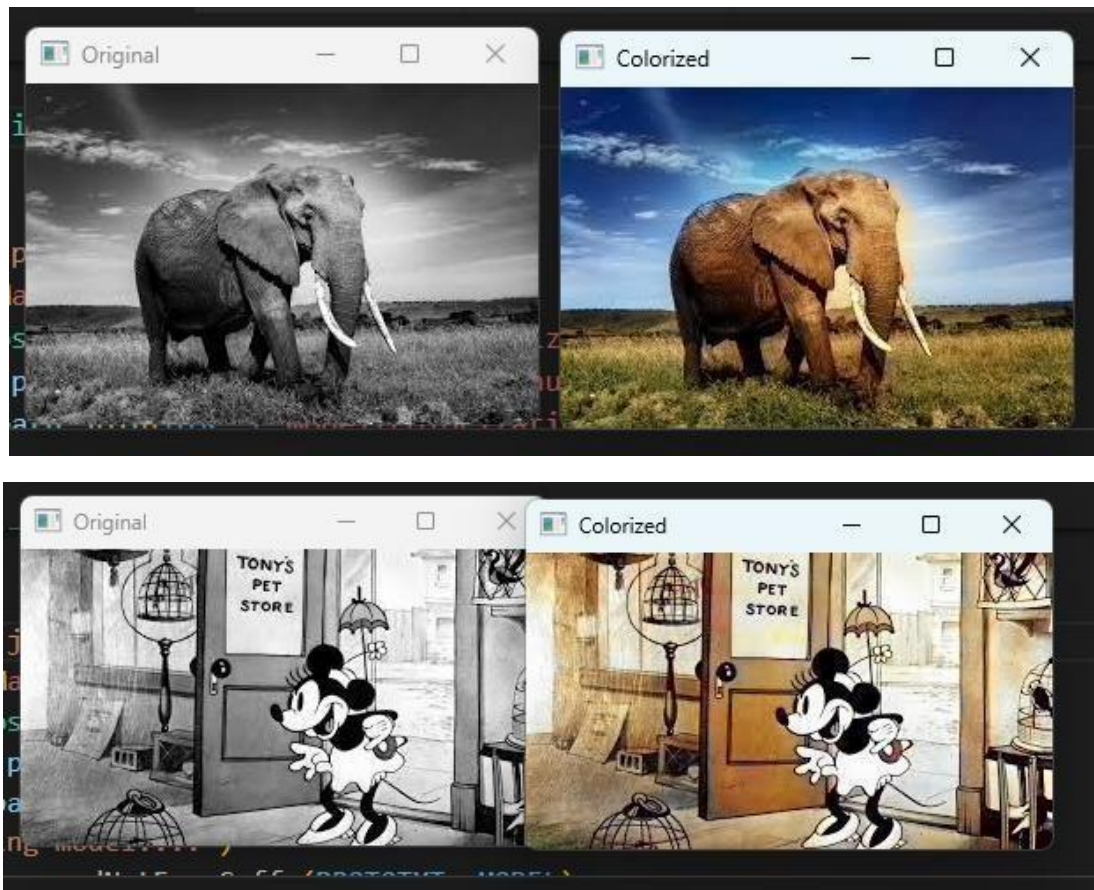 Original
Colorized
Original
Colorized
TONY'S
PET
STORE
TONY'S
PET
STORE